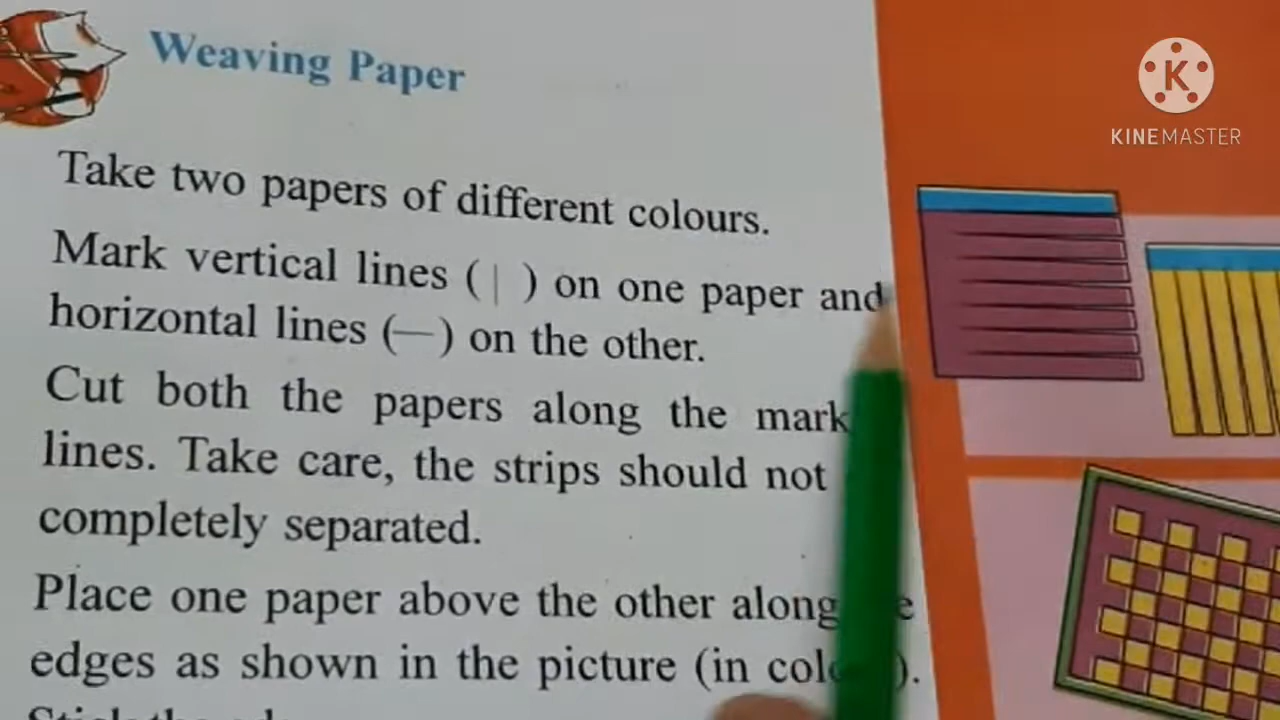 Weaving Paper
Take two papers of different colours.
Mark vertical lines ( | ) on one paper and
horizontal lines (—) on the other.
Cut both the papers along the mark
lines. Take care, the strips should not
completely separated.
Place one paper above the other along
edges as shown in the picture (in
KINEMASTER